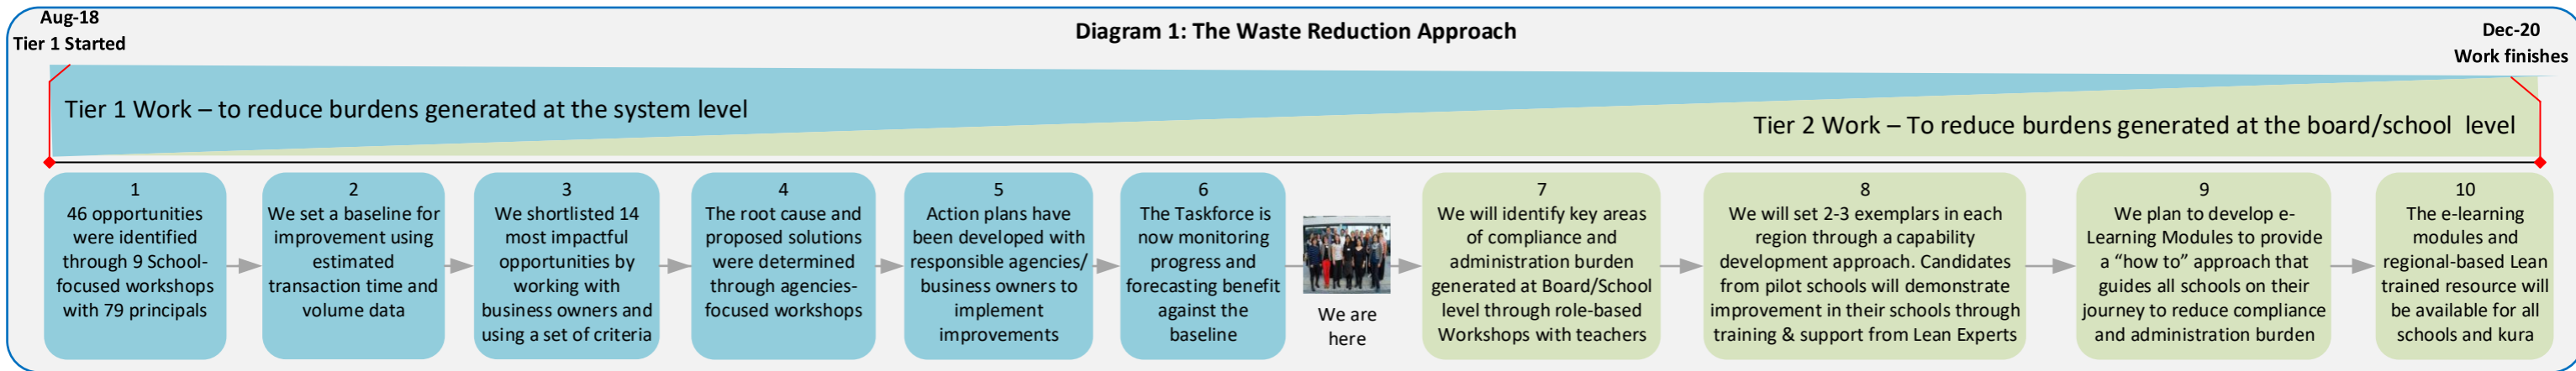 Aug-18
Tier 1 Started
Diagram 1: The Waste Reduction Approach
Dec-20
Work finishes
Tier 1 Work – to reduce burdens generated at the system level
Tier 2 Work – To reduce burdens generated at the board/school level
1
46 opportunities
were identified
through 9 School-
focused workshops
with 79 principals
2
We set a baseline for
improvement using
estimated
transaction time and
volume data
3
We shortlisted 14
most impactful
opportunities by
working with
business owners and
using a set of criteria
4
The root cause and
proposed solutions
were determined
through agencies-
focused workshops
5
Action plans have
been developed with
responsible agencies/
business owners to
implement
improvements
6
The Taskforce is
now monitoring
progress and
forecasting benefit
against the
baseline
We are
here
7
We will identify key areas
of compliance and
administration burden
generated at Board/School
level through role-based
Workshops with teachers
8
We will set 2-3 exemplars in each
region through a capability
development approach. Candidates
from pilot schools will demonstrate
improvement in their schools through
training & support from Lean Experts
9
We plan to develop e-
Learning Modules to provide
a “how to” approach that
guides all schools on their
journey to reduce compliance
and administration burden
10
The e-learning
modules and
regional-based Lean
trained resource will
be available for all
schools and kura